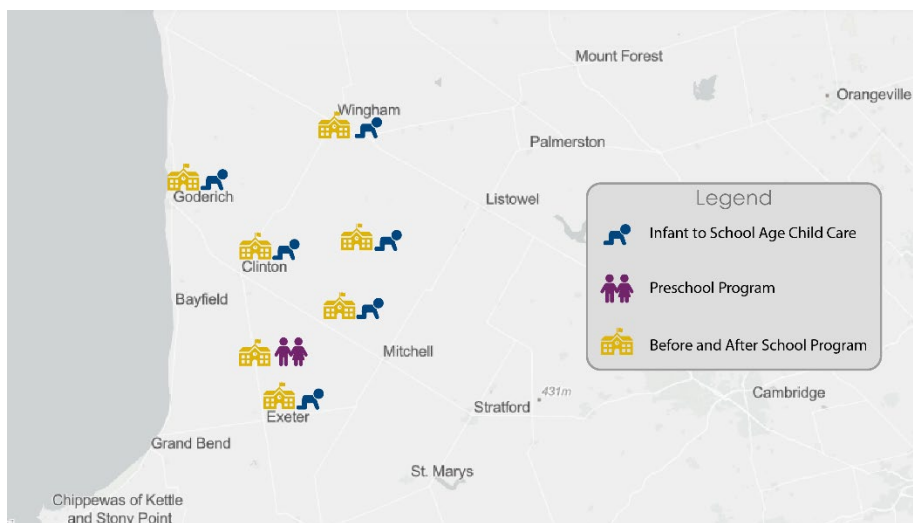 Mount Forest
Orangeville
Wingham
Palmerston
Goderich
Listowel
Legend
Infant to School Age Child Care
Clinton
Bayfield
Preschool Program
Mitchell
Before and After School Program
431m
Cambridge
Stratford
Exeter
Grand Bend
St. Marys
Chippewas of Kettle
and Stony Point